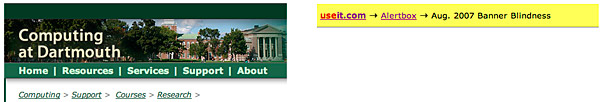 Computing
at Dartmouth
Home | Resources | Services | Support | About
Computing > Support > Courses > Research >
useit.com → Alertbox → Aug. 2007 Banner Blindness